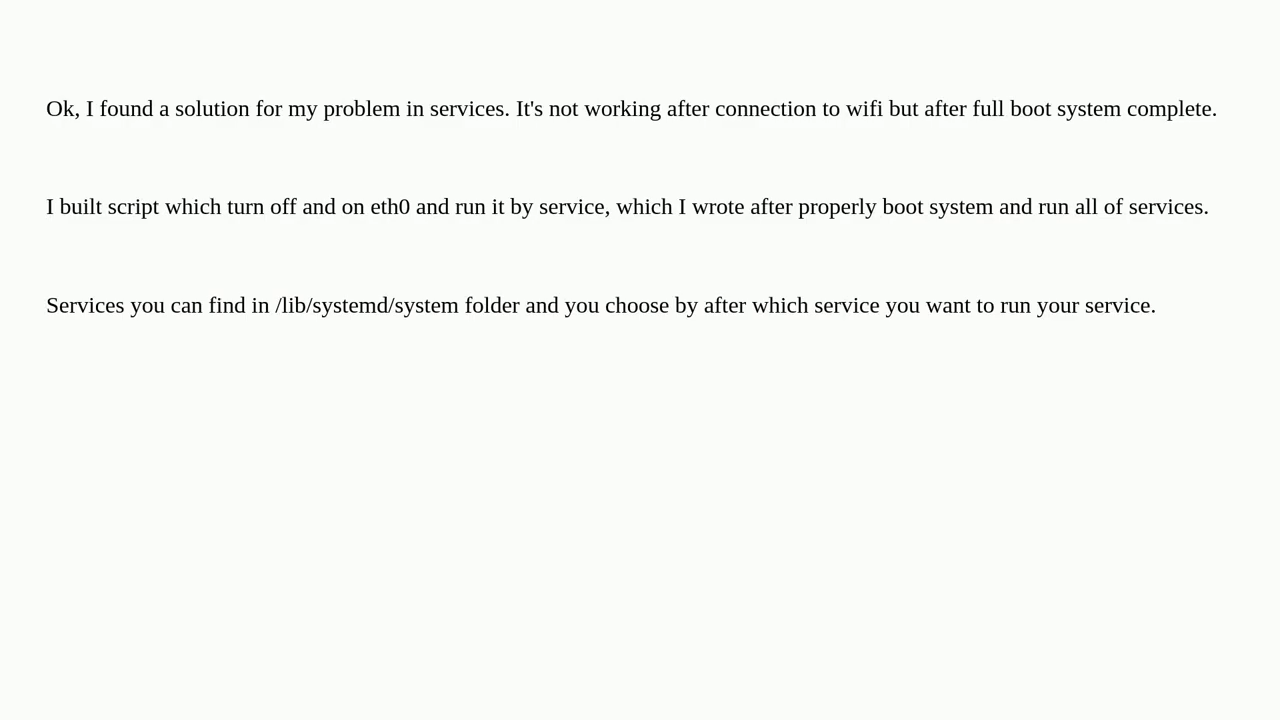 Ok, I found a solution for my problem in services. It's not working after connection to wifi but after full boot system complete.
I built script which turn off and on eth0 and run it by service, which I wrote after properly boot system and run all of services.
Services you can find in /lib/systemd/system folder and you choose by after which service you want to run your service.